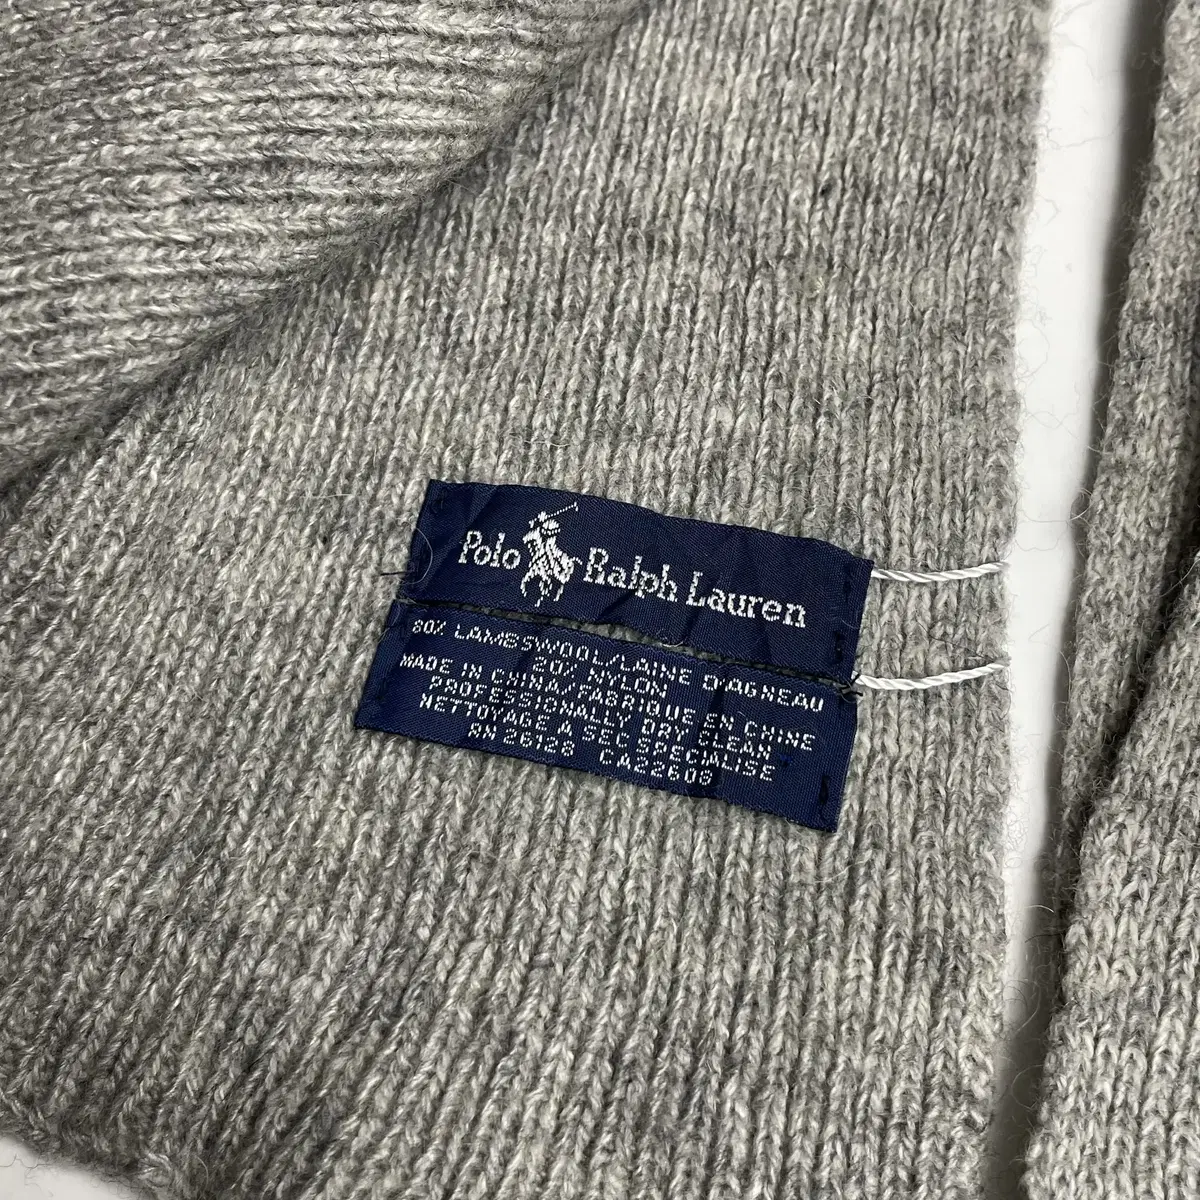 Polo Ralph Lauren
80% LAMBSWOOL/LAINE D'AGNEAU
20% NYLON
MADE IN CHINA/FABRIQUE EN CHINE
PROFESSIONALLY DRY CLEAN
NETTOYAGE A SEC SPECIALISE
RN 26128 CA22608